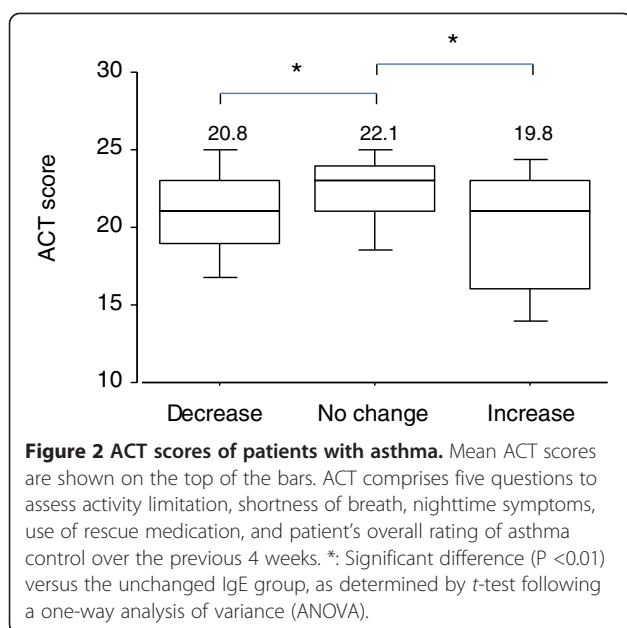 *
*
30
20.8
22.1
19.8
25
20
15
10
ACT score
Decrease
No change
Increase
Figure 2 ACT scores of patients with asthma. Mean ACT scores
are shown on the top of the bars. ACT comprises five questions to
assess activity limitation, shortness of breath, nighttime symptoms,
use of rescue medication, and patient's overall rating of asthma
control over the previous 4 weeks. *: Significant difference (P <0.01)
versus the unchanged IgE group, as determined by t-test following
a one-way analysis of variance (ANOVA).